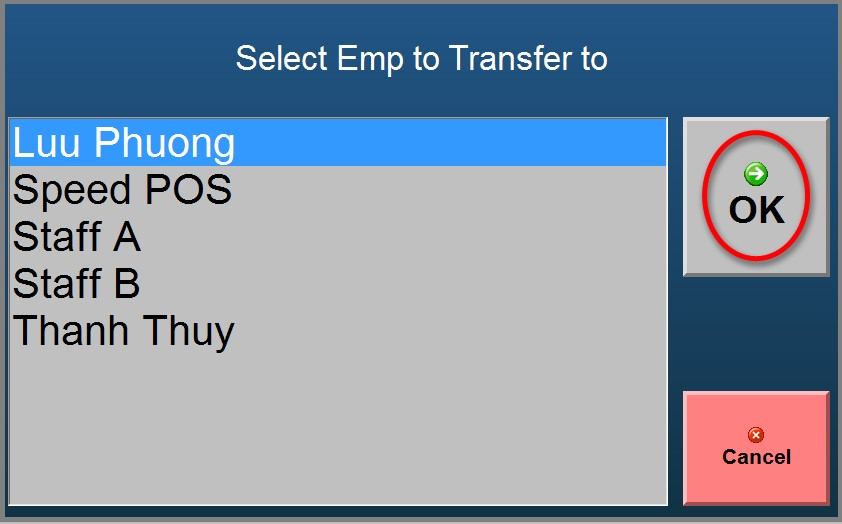 Select Emp to Transfer to
Luu Phuong
Speed POS
Staff A
Staff B
Thanh Thuy
OK
Cancel